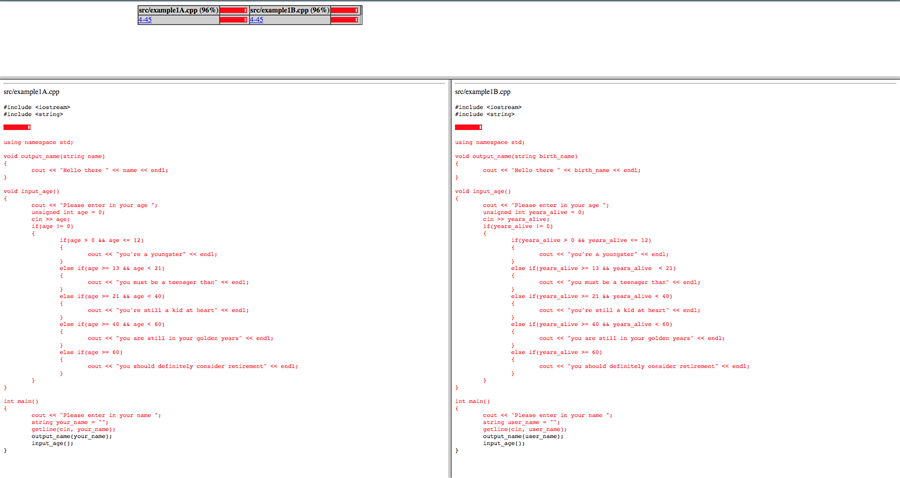 src/example1A.cpp (96%) src/example1B.cpp (96%)
4-45 4-45
src/example1A.cpp
#include <iostream>
#include <string>
using namespace std;
void output_name(string name)
{
cout << "Hello there " << name << endl;
}
void input_age()
{
cout << "Please enter in your age ";
unsigned int age = 0;
cin >> age;
if(age != 0)
{
if(age > 0 && age <= 12)
{
cout << "you're a youngster" << endl;
}
else if(age >= 13 && age < 21)
{
cout << "you must be a teenager than" << endl;
}
else if(age >= 21 && age < 40)
{
cout << "you're still a kid at heart" << endl;
}
else if(age >= 40 && age < 60)
{
cout << "you are still in your golden years" << endl;
}
else if(age >= 60)
{
cout << "you should definitely consider retirement" << endl;
}
}
}
int main()
{
cout << "Please enter in your name ";
string your_name = "";
getline(cin, your_name);
output_name(your_name);
input_age();
}
src/example1B.cpp
#include <iostream>
#include <string>
using namespace std;
void output_name(string birth_name)
{
cout << "Hello there " << birth_name << endl;
}
void input_age()
{
cout << "Please enter in your age ";
unsigned int years_alive = 0;
cin >> years_alive;
if(years_alive != 0)
{
if(years_alive > 0 && years_alive <= 12)
{
cout << "you're a youngster" << endl;
}
else if(years_alive >= 13 && years_alive  < 21)
{
cout << "you must be a teenager than" << endl;
}
else if(years_alive >= 21 && years_alive < 40)
{
cout << "you're still a kid at heart" << endl;
}
else if(years_alive >= 40 && years_alive < 60)
{
cout << "you are still in your golden years" << endl;
}
else if(years_alive >= 60)
{
cout << "you should definitely consider retirement" << endl;
}
}
}
int main()
{
cout << "Please enter in your name ";
string user_name = "";
getline(cin, user_name);
output_name(user_name);
input_age();
}